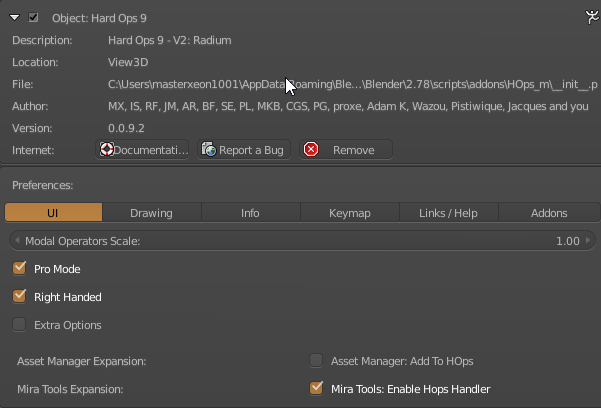 Object: Hard Ops 9
Description: Hard Ops 9 - V2: Radium
Location: View3D
File: C:\Users\masterxeon1001\AppData\Roaming\Ble...\Blender\2.78\scripts\addons\HOps_m\__init__.p
Author: MX, IS, RF, JM, AR, BF, SE, PL, MKB, CGS, PG, proxe, Adam K, Wazou, Pistiwique, Jacques and you
Version: 0.0.9.2
Internet: Documentati... Report a Bug Remove
Preferences:
UI Drawing Info Keymap Links / Help Addons
Modal Operators Scale: 1.00
Pro Mode
Right Handed
Extra Options
Asset Manager Expansion: Asset Manager: Add To HOps
Mira Tools Expansion: Mira Tools: Enable Hops Handler